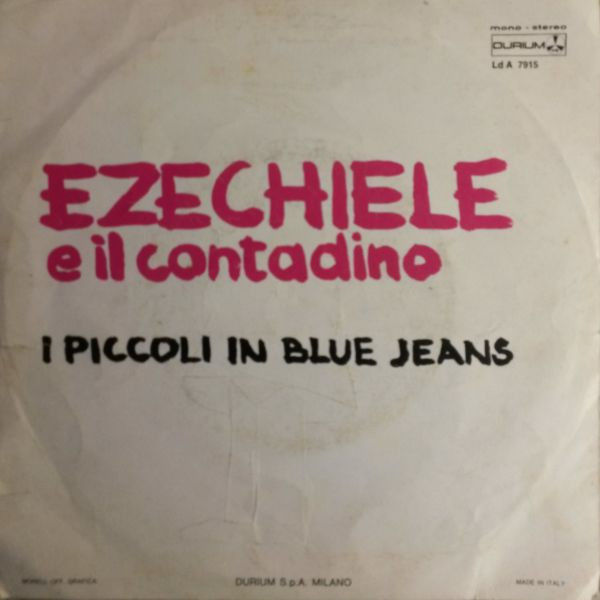 mono - stereo
DURIUM
Ld A 7915
EZECHIELE
e il contadino
I PICCOLI IN BLUE JEANS
DURIUM S.p.A. MILANO
MADE IN ITALY